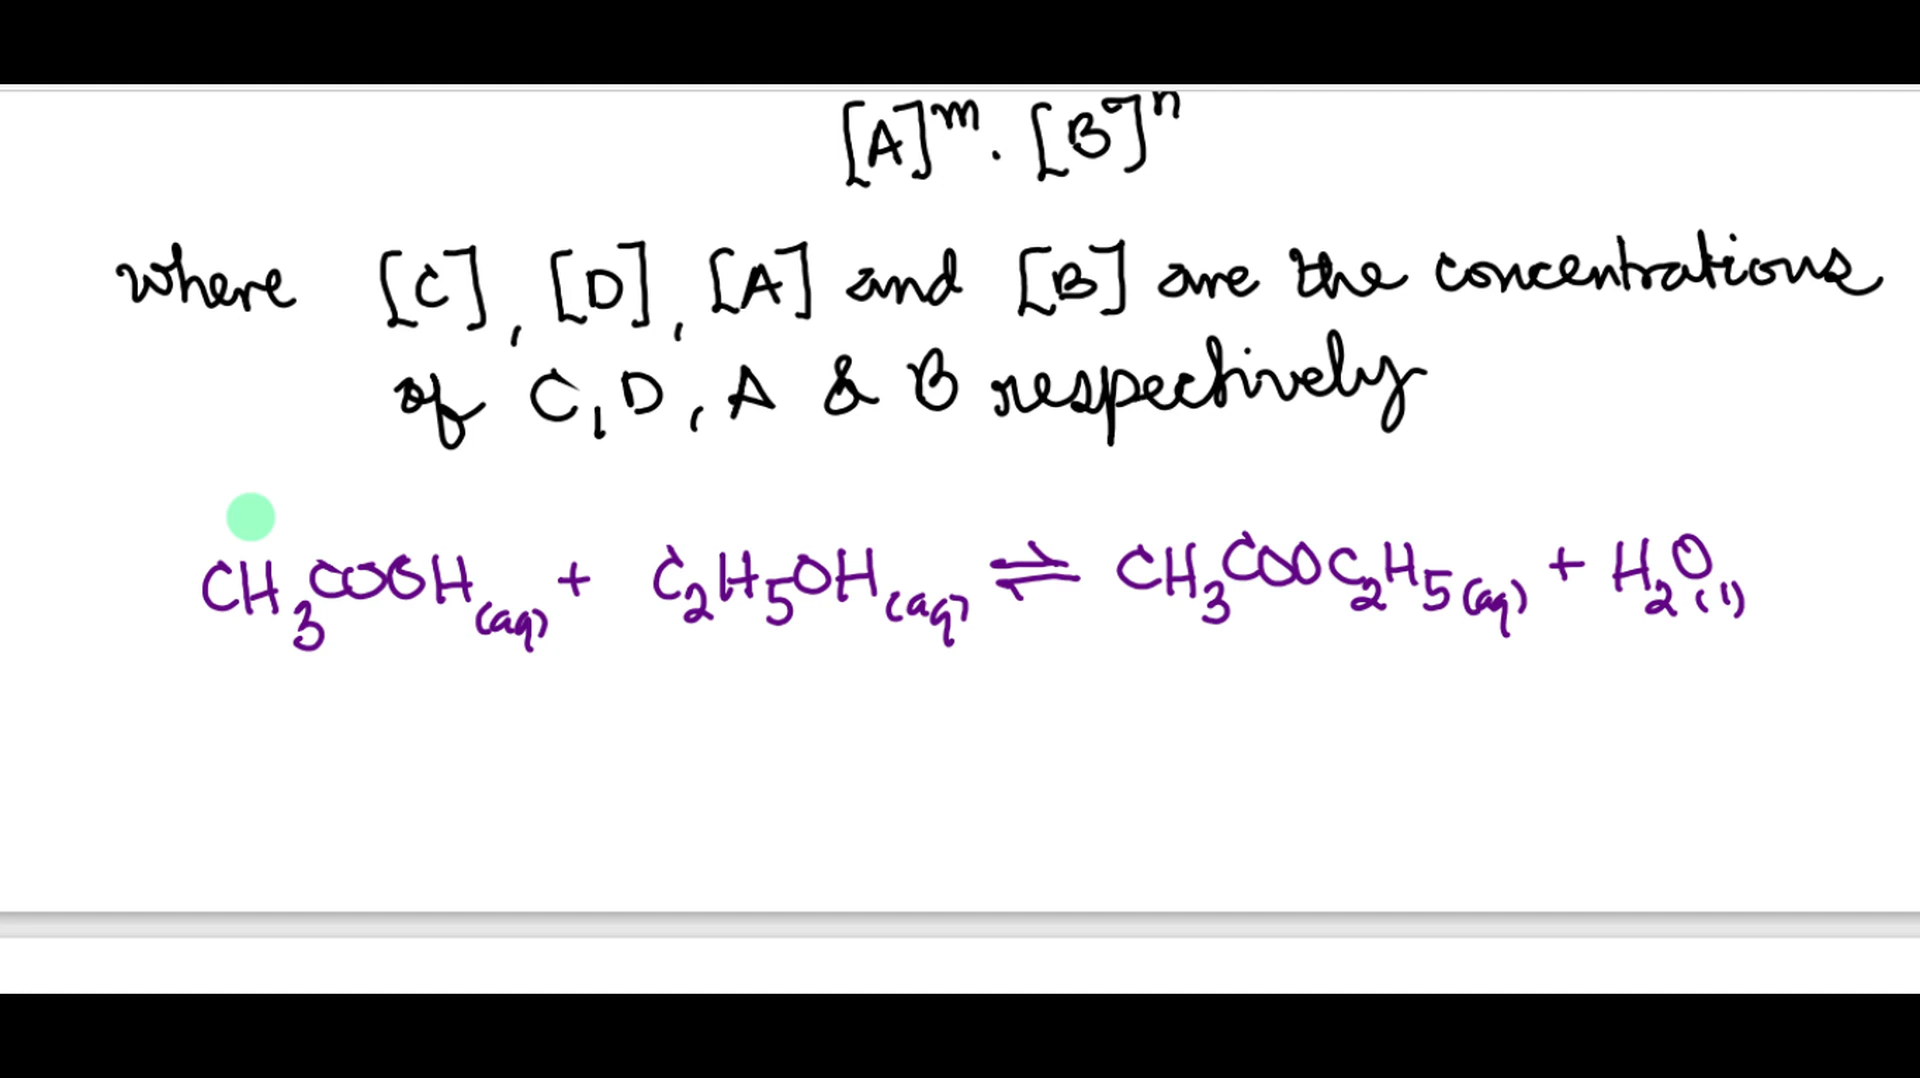 [A]ᵐ . [B]ⁿ
where [C], [D], [A] and [B] are the concentrations
of C, D, A & B respectively
CH₃COOH(aq) + C₂H₅OH(aq) ⇌ CH₃COOC₂H₅(aq) + H₂O(l)